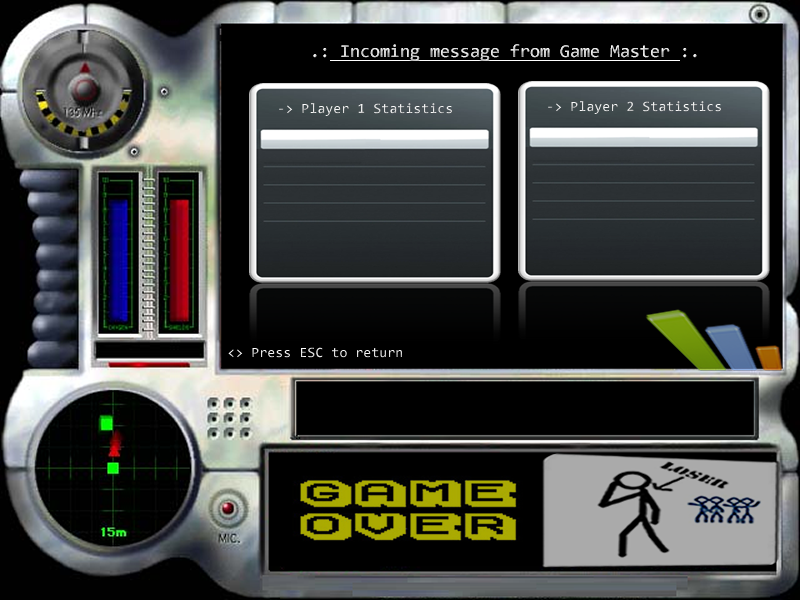 .: Incoming message from Game Master :.
-> Player 1 Statistics
-> Player 2 Statistics
135 MHz
<> Press ESC to return
15m
MIC.
GAME
OVER
LOSER